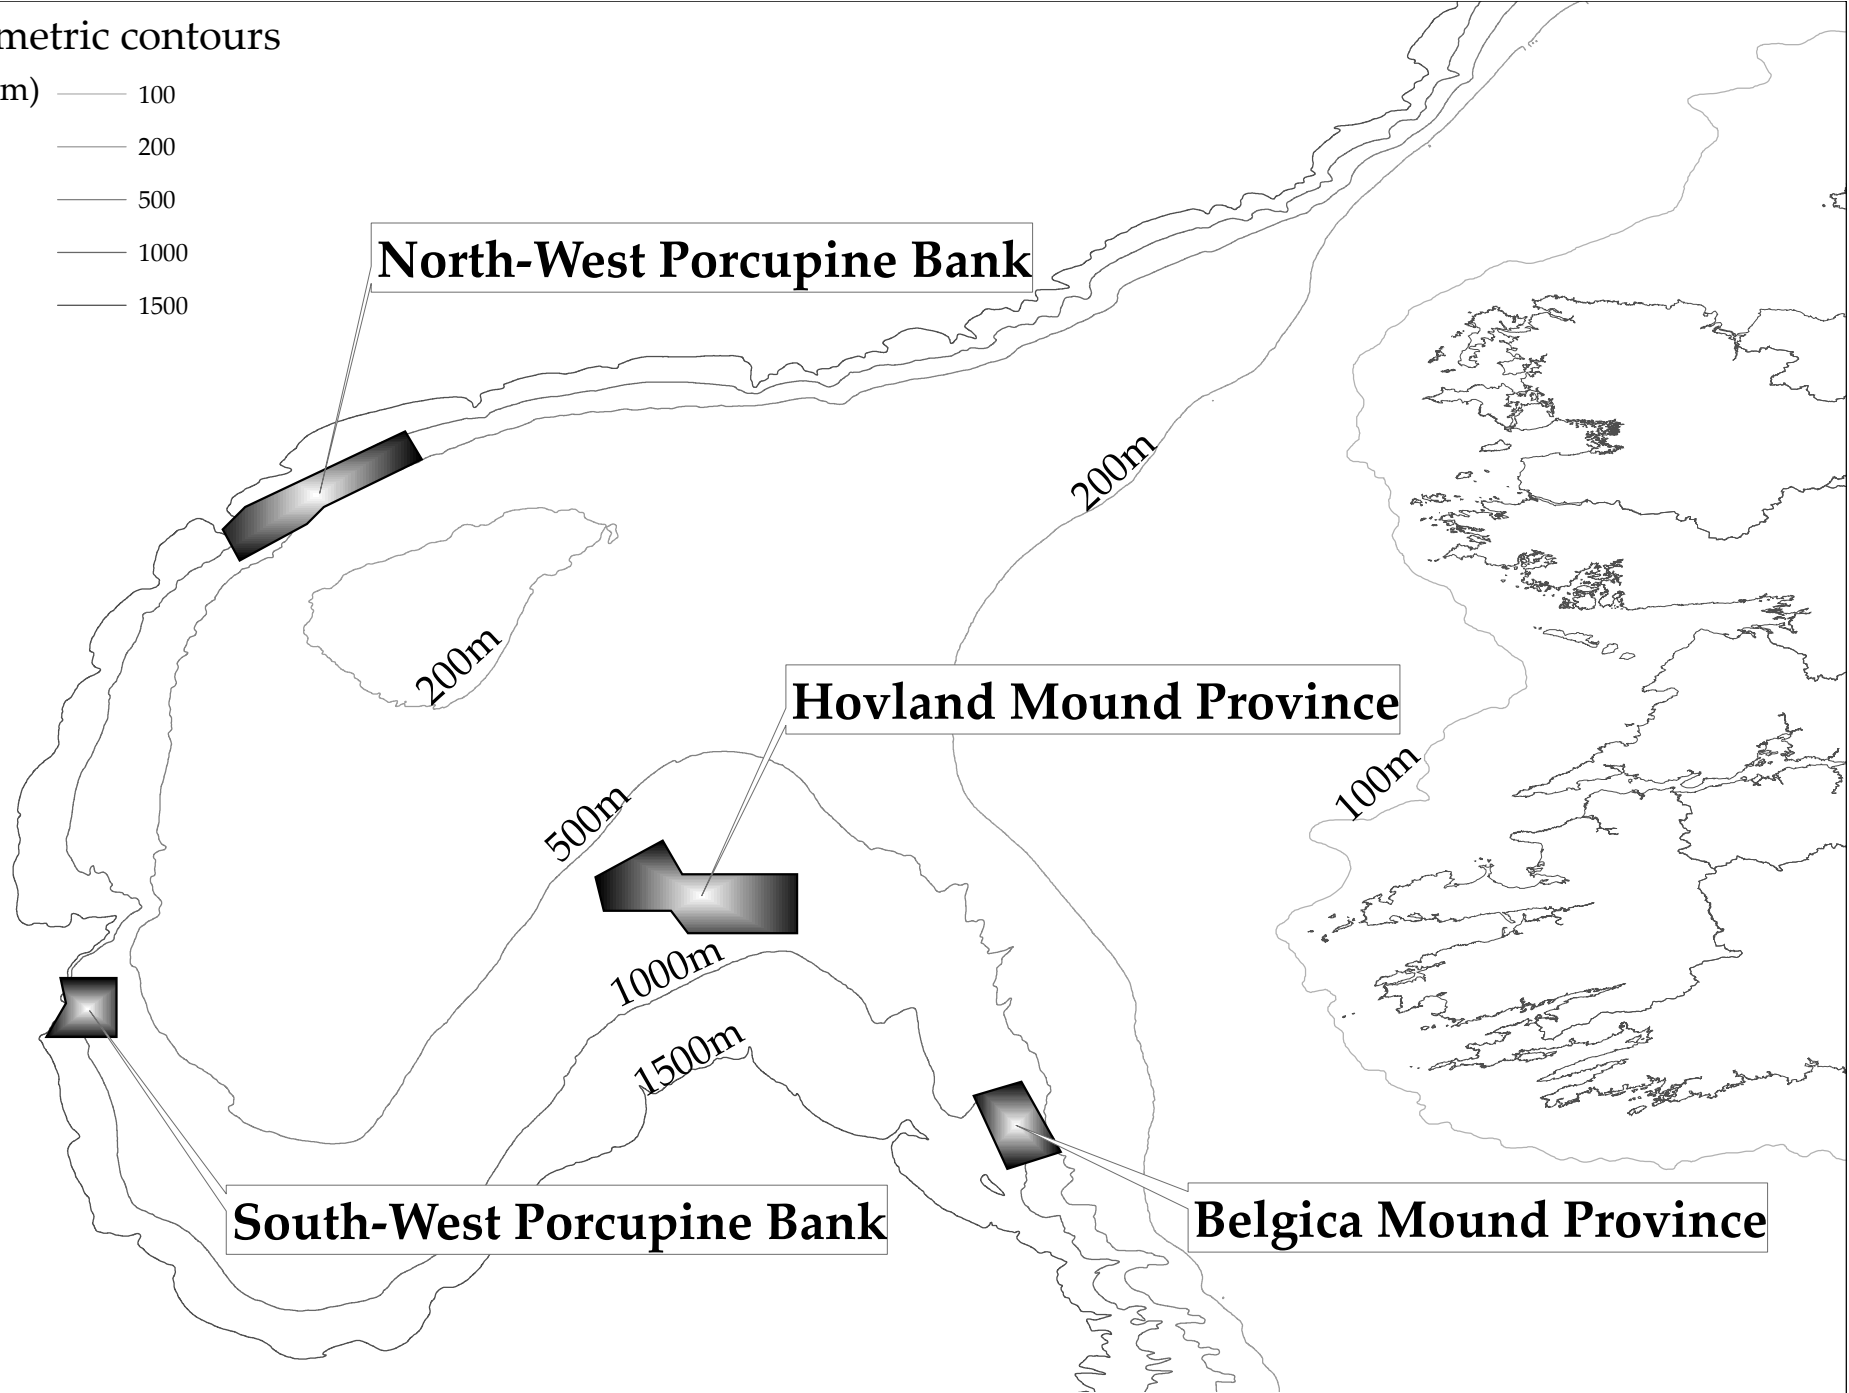 metric contours
m)
100
200
500
1000
1500
North-West Porcupine Bank
200m
200m
Hovland Mound Province
100m
500m
1000m
1500m
South-West Porcupine Bank
Belgica Mound Province